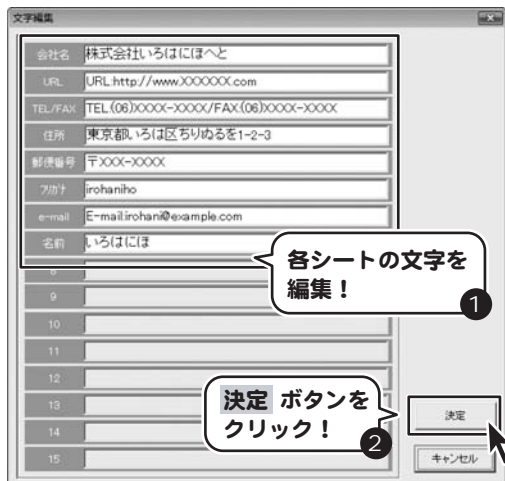 文字編集
会社名 株式会社いろはにほへと
URL URL:http://www.XXXXXX.com
TEL/FAX TEL.(06)XXXX-XXXX/FAX.(06)XXXX-XXXX
住所 東京都いろは区ちりぬるを1-2-3
郵便番号 〒XXX-XXXX
フリガナ irohaniho
e-mail E-mail:irohani@example.com
名前 いろはにほ
各シートの文字を
編集！
1
8
9
10
11
12
13
14
15
決定 ボタンを
クリック！
2
決定
キャンセル